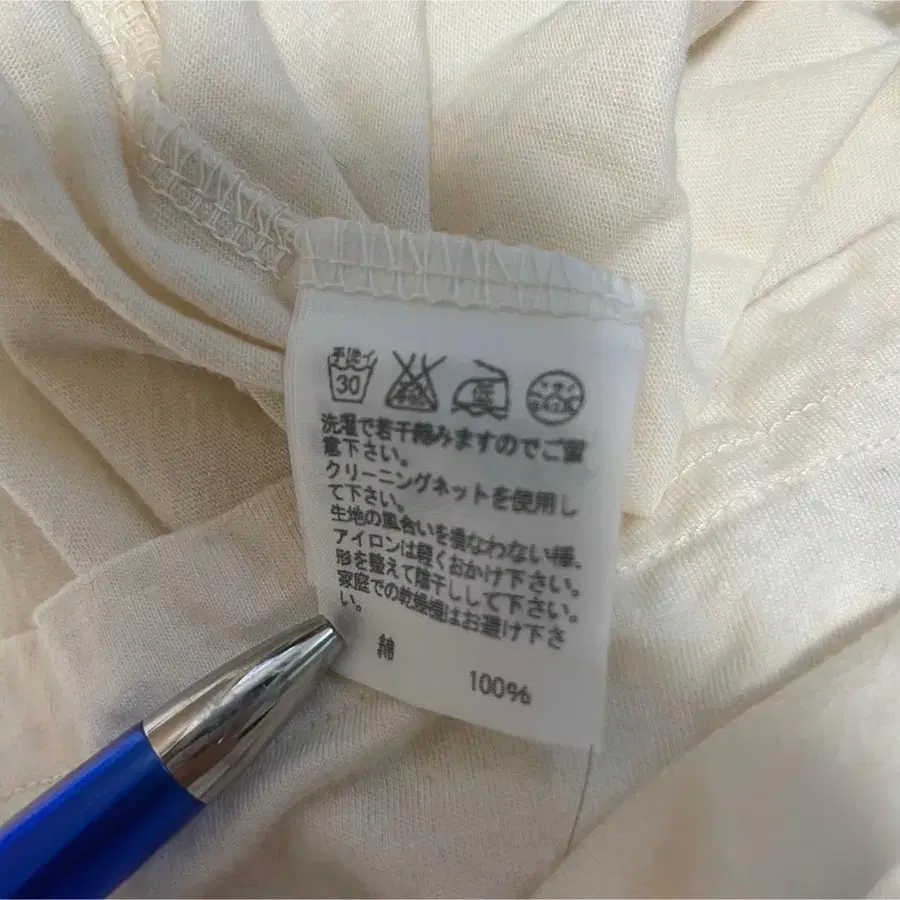 手洗イ
30
洗濯で若干縮みますのでご留
意下さい。
クリーニングネットを使用し
て下さい。
生地の風合いを損なわない様、
アイロンは軽くおかけ下さい。
形を整えて陰干しして下さい。
家庭での乾燥機はお避け下さ
い。
綿
100%